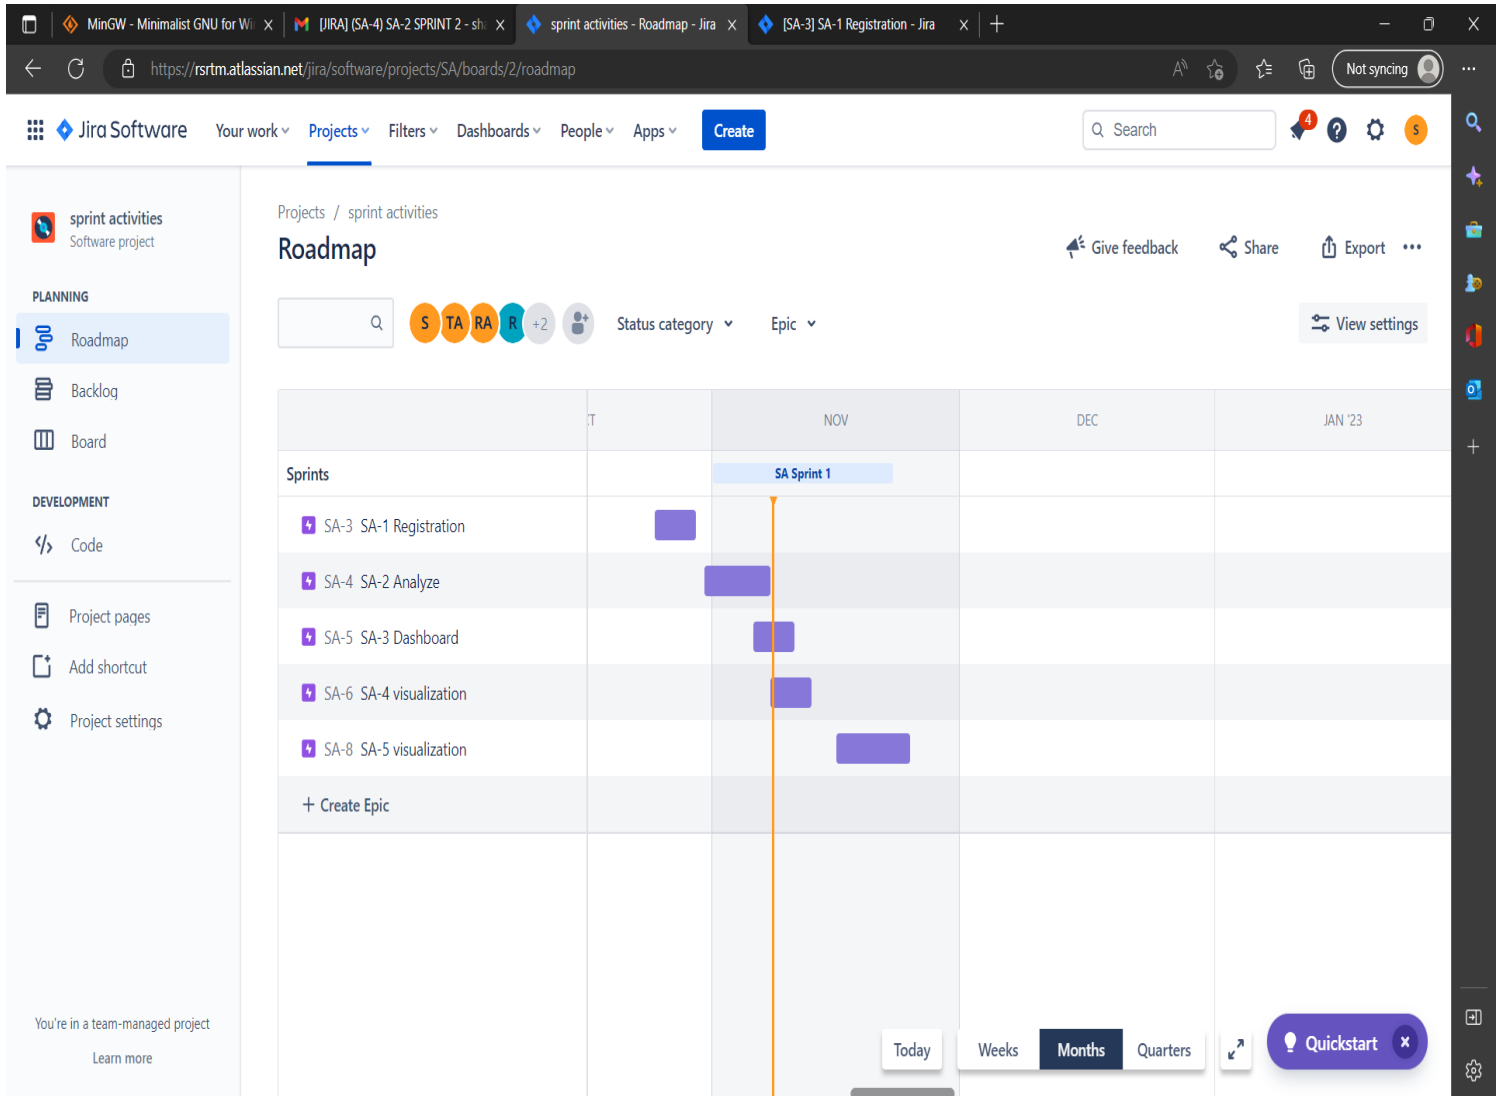 MinGW - Minimalist GNU for Wi
[JIRA] (SA-4) SA-2 SPRINT 2 - sh
sprint activities - Roadmap - Jira
[SA-3] SA-1 Registration - Jira
https://rsrtm.atlassian.net/jira/software/projects/SA/boards/2/roadmap
Not syncing
Jira Software
Your work
Projects
Filters
Dashboards
People
Apps
Create
Search
4
S
sprint activities
Software project
PLANNING
Roadmap
Backlog
Board
DEVELOPMENT
Code
Project pages
Add shortcut
Project settings
You're in a team-managed project
Learn more
Projects / sprint activities
Roadmap
Give feedback
Share
Export
S TA RA R +2
Status category
Epic
View settings
NOV
DEC
JAN '23
Sprints
SA Sprint 1
SA-3 SA-1 Registration
SA-4 SA-2 Analyze
SA-5 SA-3 Dashboard
SA-6 SA-4 visualization
SA-8 SA-5 visualization
+ Create Epic
Today
Weeks
Months
Quarters
Quickstart